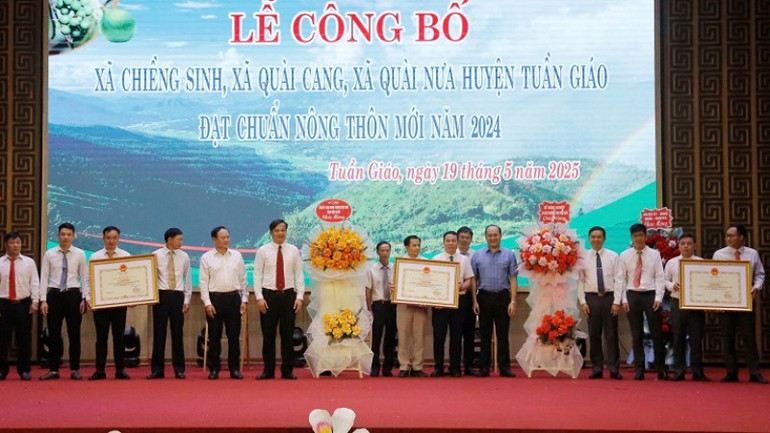 LỄ CÔNG BỐ
XÃ CHIỀNG SINH, XÃ QUÀI CANG, XÃ QUÀI NƯA HUYỆN TUẦN GIÁO
ĐẠT CHUẨN NÔNG THÔN MỚI NĂM 2024
Tuần Giáo, ngày 19 tháng 5 năm 2025